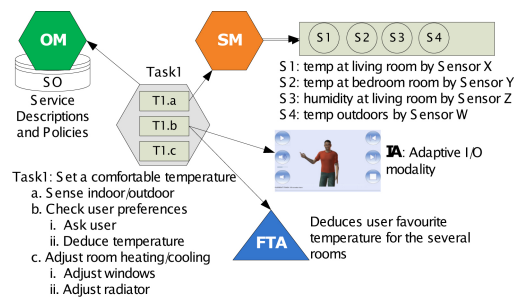 OM
SO
Service
Descriptions
and Policies
Task1
T1.a
T1.b
T1.c
SM
S1 S2 S3 S4
S1: temp at living room by Sensor X
S2: temp at bedroom room by Sensor Y
S3: humidity at living room by Sensor Z
S4: temp outdoors by Sensor W
IA: Adaptive I/O
modality
Task1: Set a comfortable temperature
a. Sense indoor/outdoor
b. Check user preferences
i. Ask user
ii. Deduce temperature
c. Adjust room heating/cooling
i. Adjust windows
ii. Adjust radiator
FTA
Deduces user favourite
temperature for the several
rooms